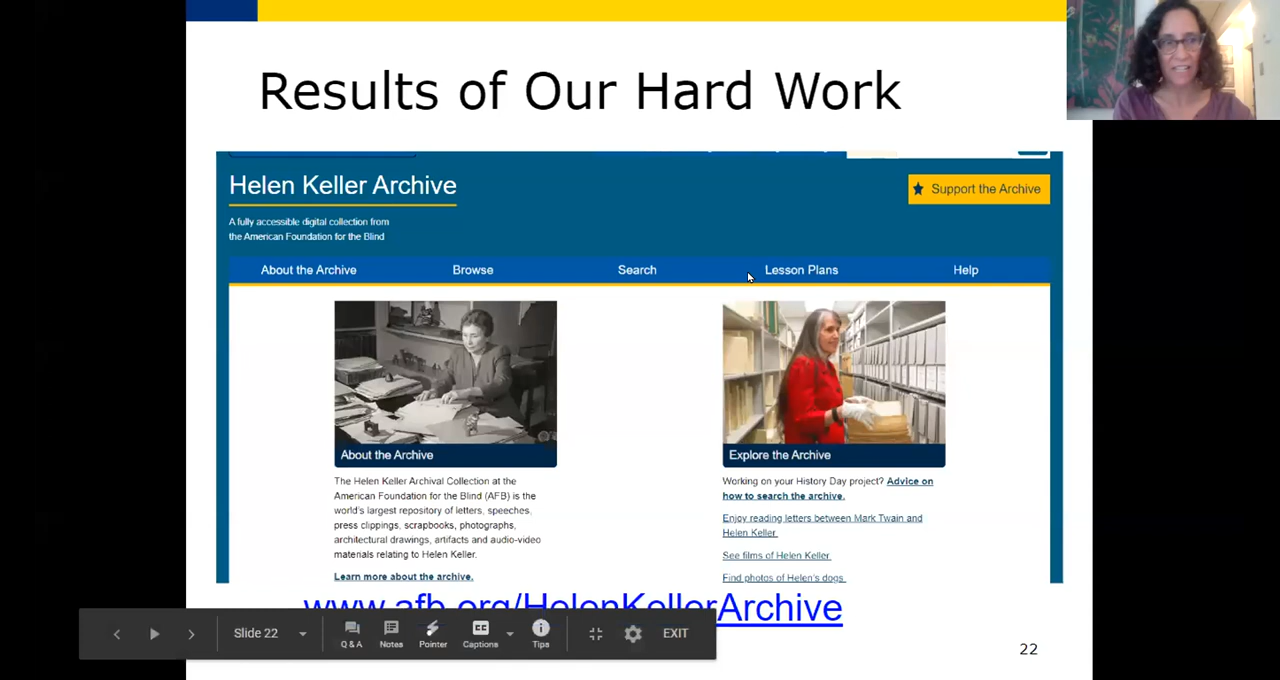 Results of Our Hard Work
Helen Keller Archive
Support the Archive
A fully accessible digital collection from
the American Foundation for the Blind
About the Archive
Browse
Search
Lesson Plans
Help
About the Archive
The Helen Keller Archival Collection at the
American Foundation for the Blind (AFB) is the
world's largest repository of letters, speeches,
press clippings, scrapbooks, photographs,
architectural drawings, artifacts and audio-video
materials relating to Helen Keller.
Learn more about the archive.
Explore the Archive
Working on your History Day project? Advice on
how to search the archive.
Enjoy reading letters between Mark Twain and
Helen Keller
See films of Helen Keller
Find photos of Helen's dogs
www.afb.org/HelenKellerArchive
Slide 22
Q & A
Notes
Pointer
CC
Captions
Tips
EXIT
22